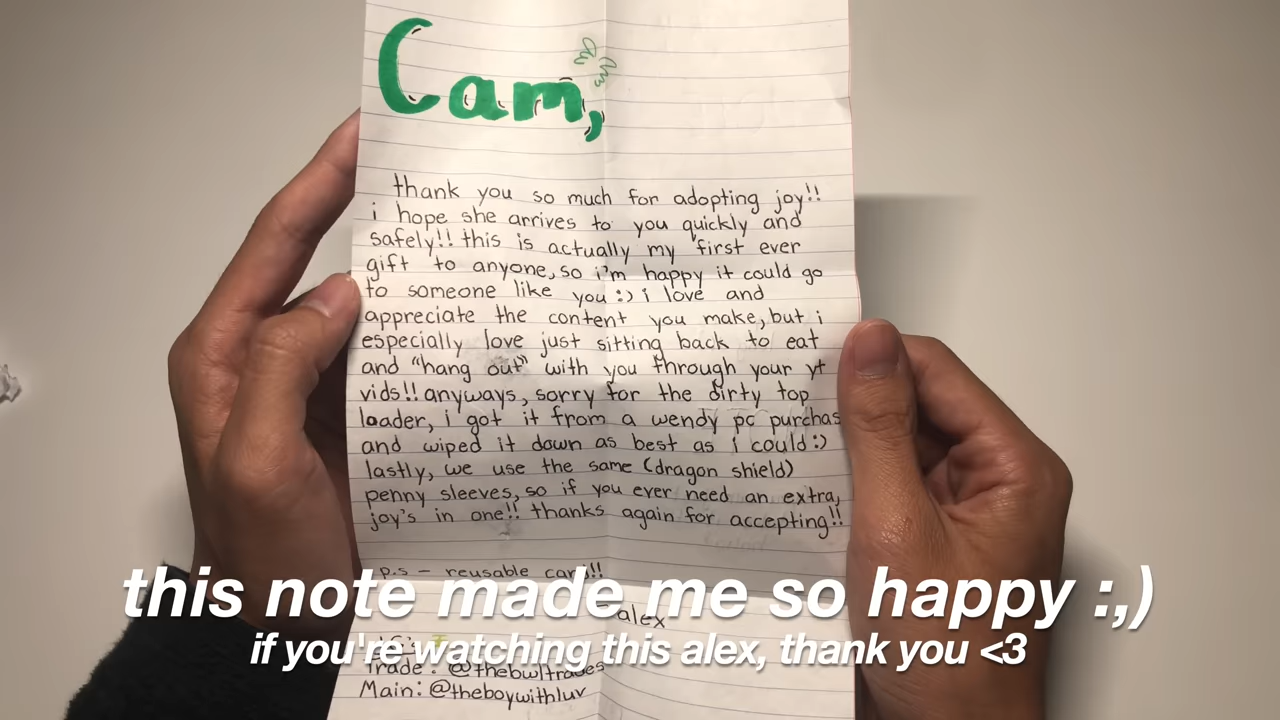 Cam,
thank you so much for adopting joy!!
i hope she arrives to you quickly and
safely!! this is actually my first ever
gift to anyone, so i'm happy it could go
to someone like you :) i love and
appreciate the content you make, but i
especially love just sitting back to eat
and "hang out" with you through your yt
vids!! anyways, sorry for the dirty top
loader, i got it from a wendy pc purchas
and wiped it down as best as i could :)
lastly, we use the same (dragon shield)
penny sleeves, so if you ever need an extra,
joy's in one!! thanks again for accepting!!
p.s - reusable card!!
this note made me so happy :,)
alex
if you're watching this alex, thank you <3
Trade: @thebwltrades
Main: @theboywithluv